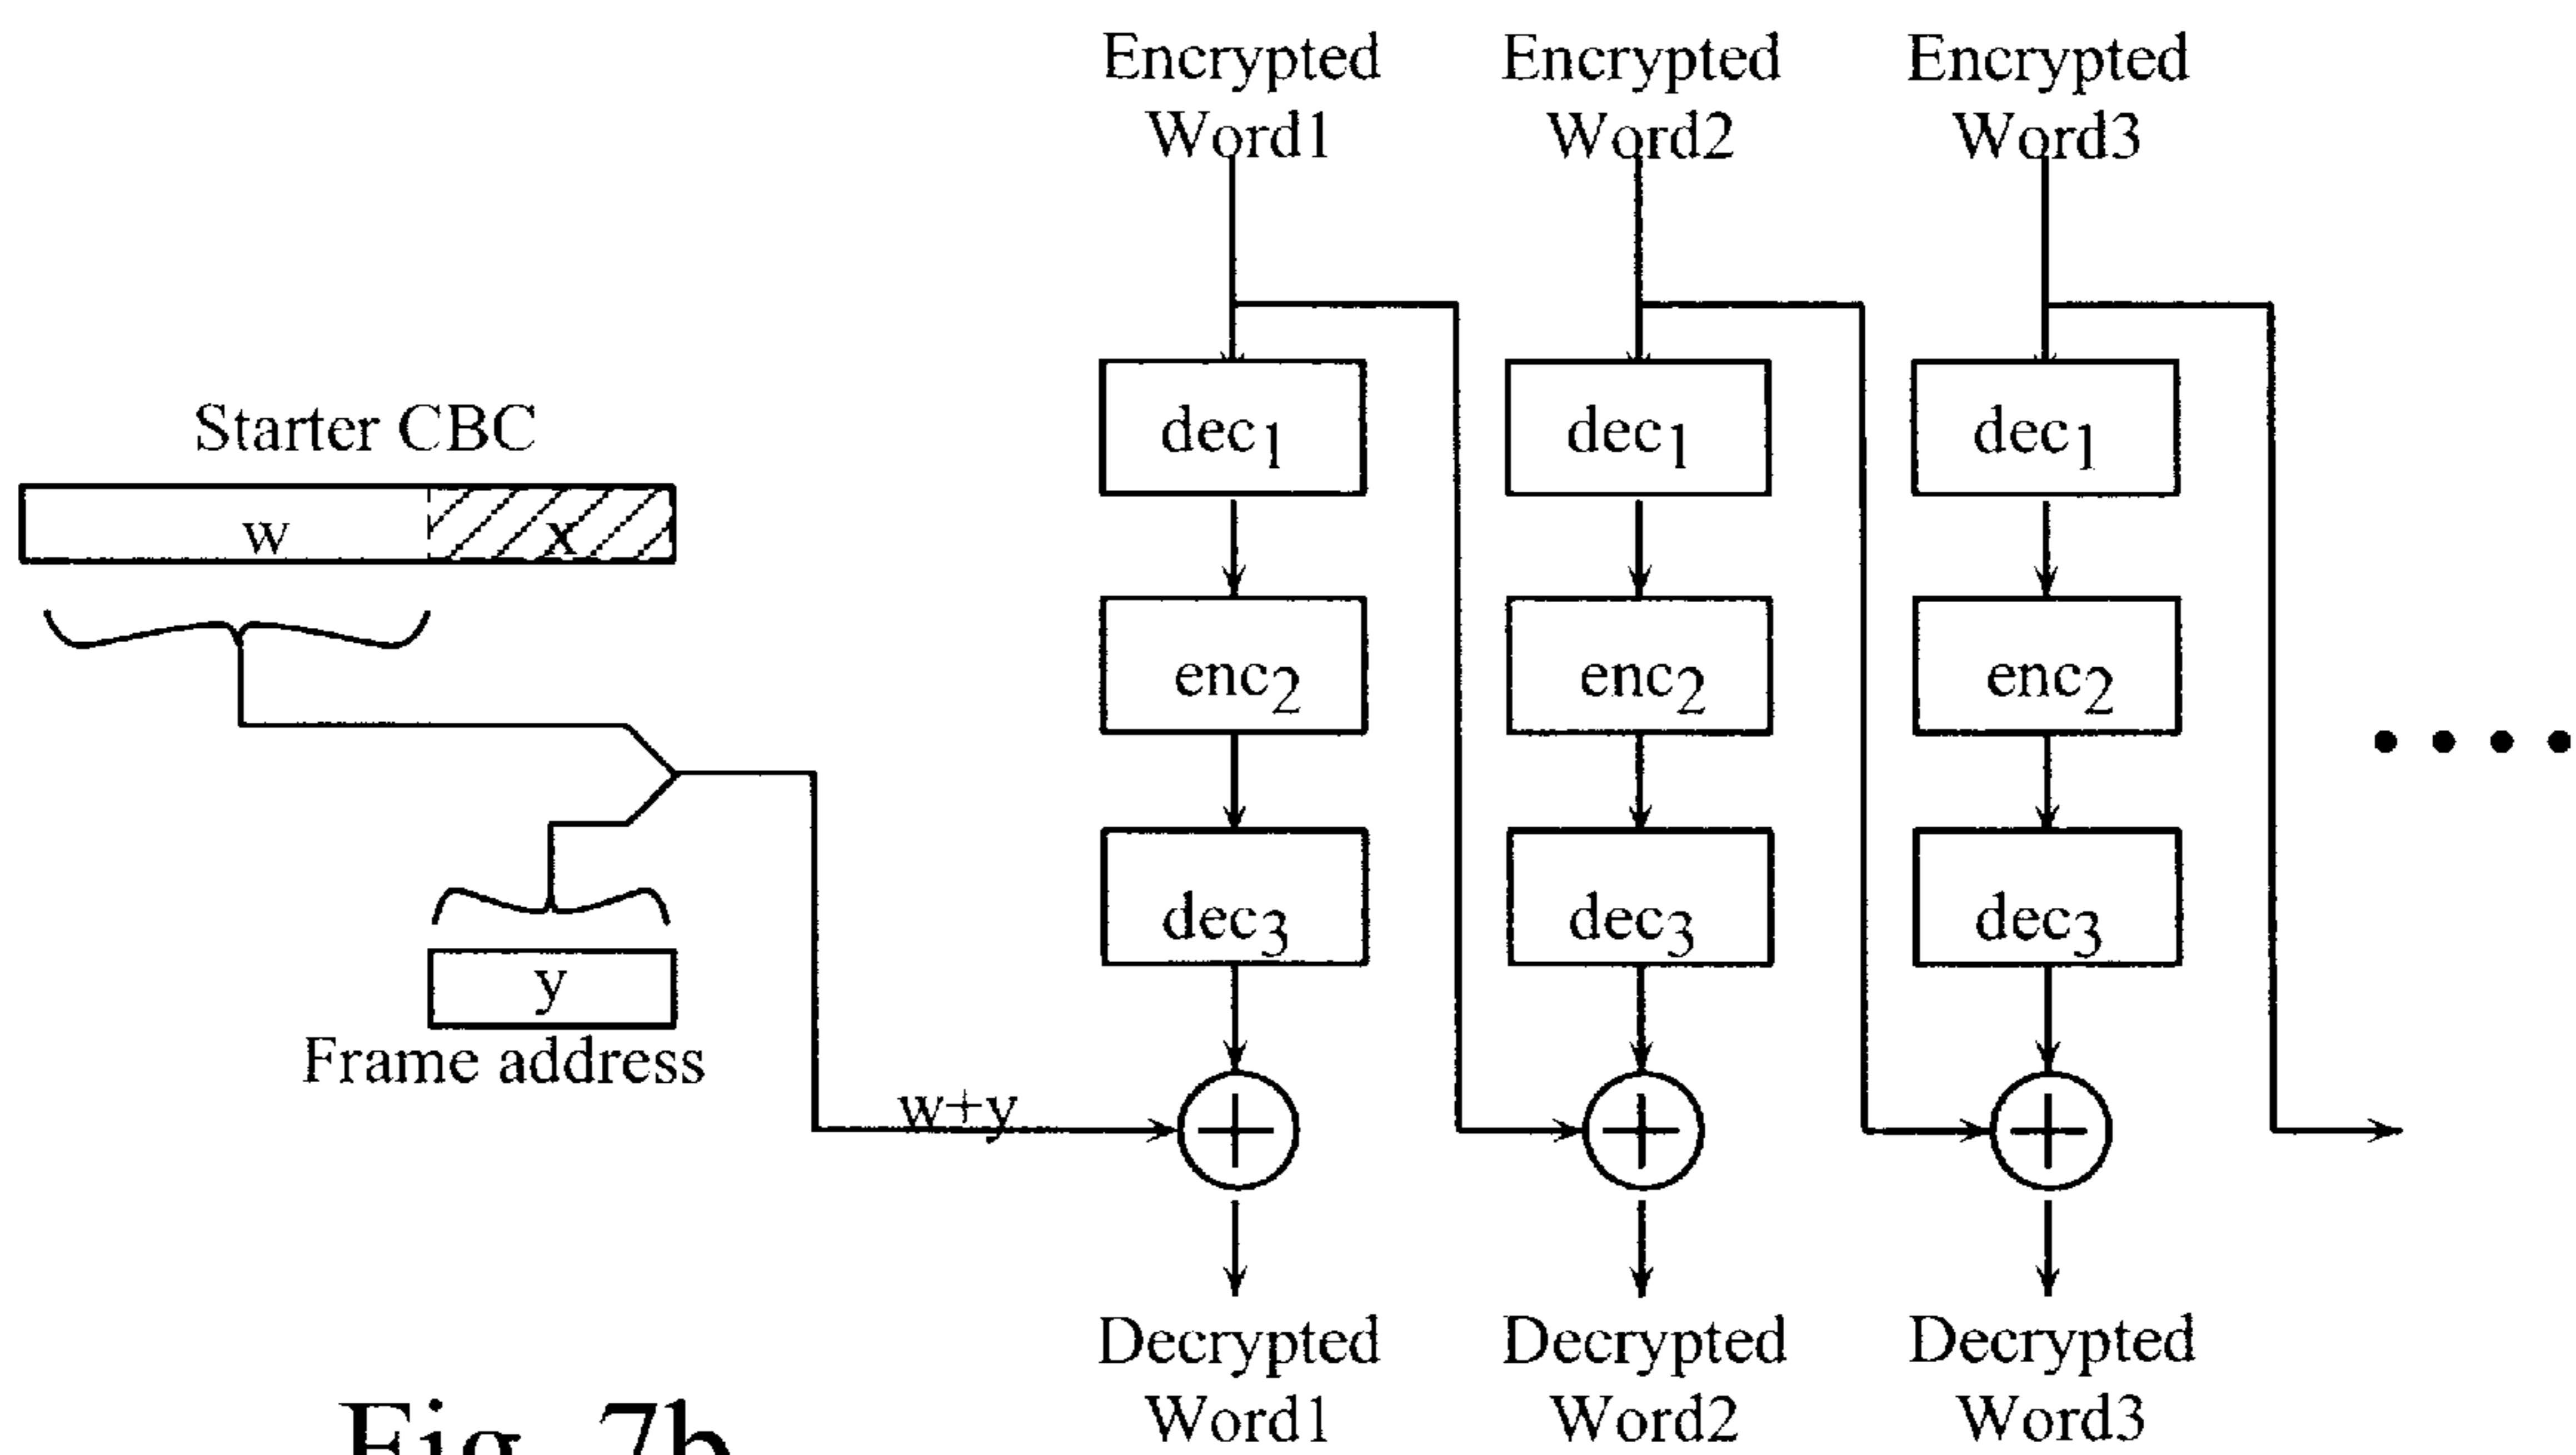 Encrypted Encrypted Encrypted
Word1 Word2 Word3
Starter CBC
w x
dec1 dec1 dec1
enc2 enc2 enc2
dec3 dec3 dec3
y
Frame address
w+y
Decrypted Decrypted Decrypted
Word1 Word2 Word3
Fig. 7b